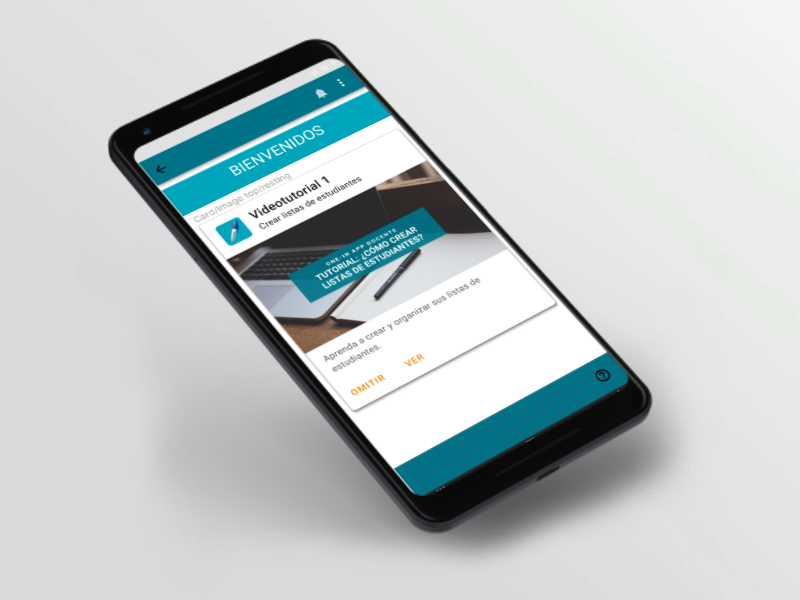 BIENVENIDOS
Card/Image top/resting
Videotutorial 1
Crear listas de estudiantes
ONE-IN APP DOCENTE
TUTORIAL: ¿CÓMO CREAR
LISTAS DE ESTUDIANTES?
Aprenda a crear y organizar sus listas de
estudiantes.
OMITIR VER